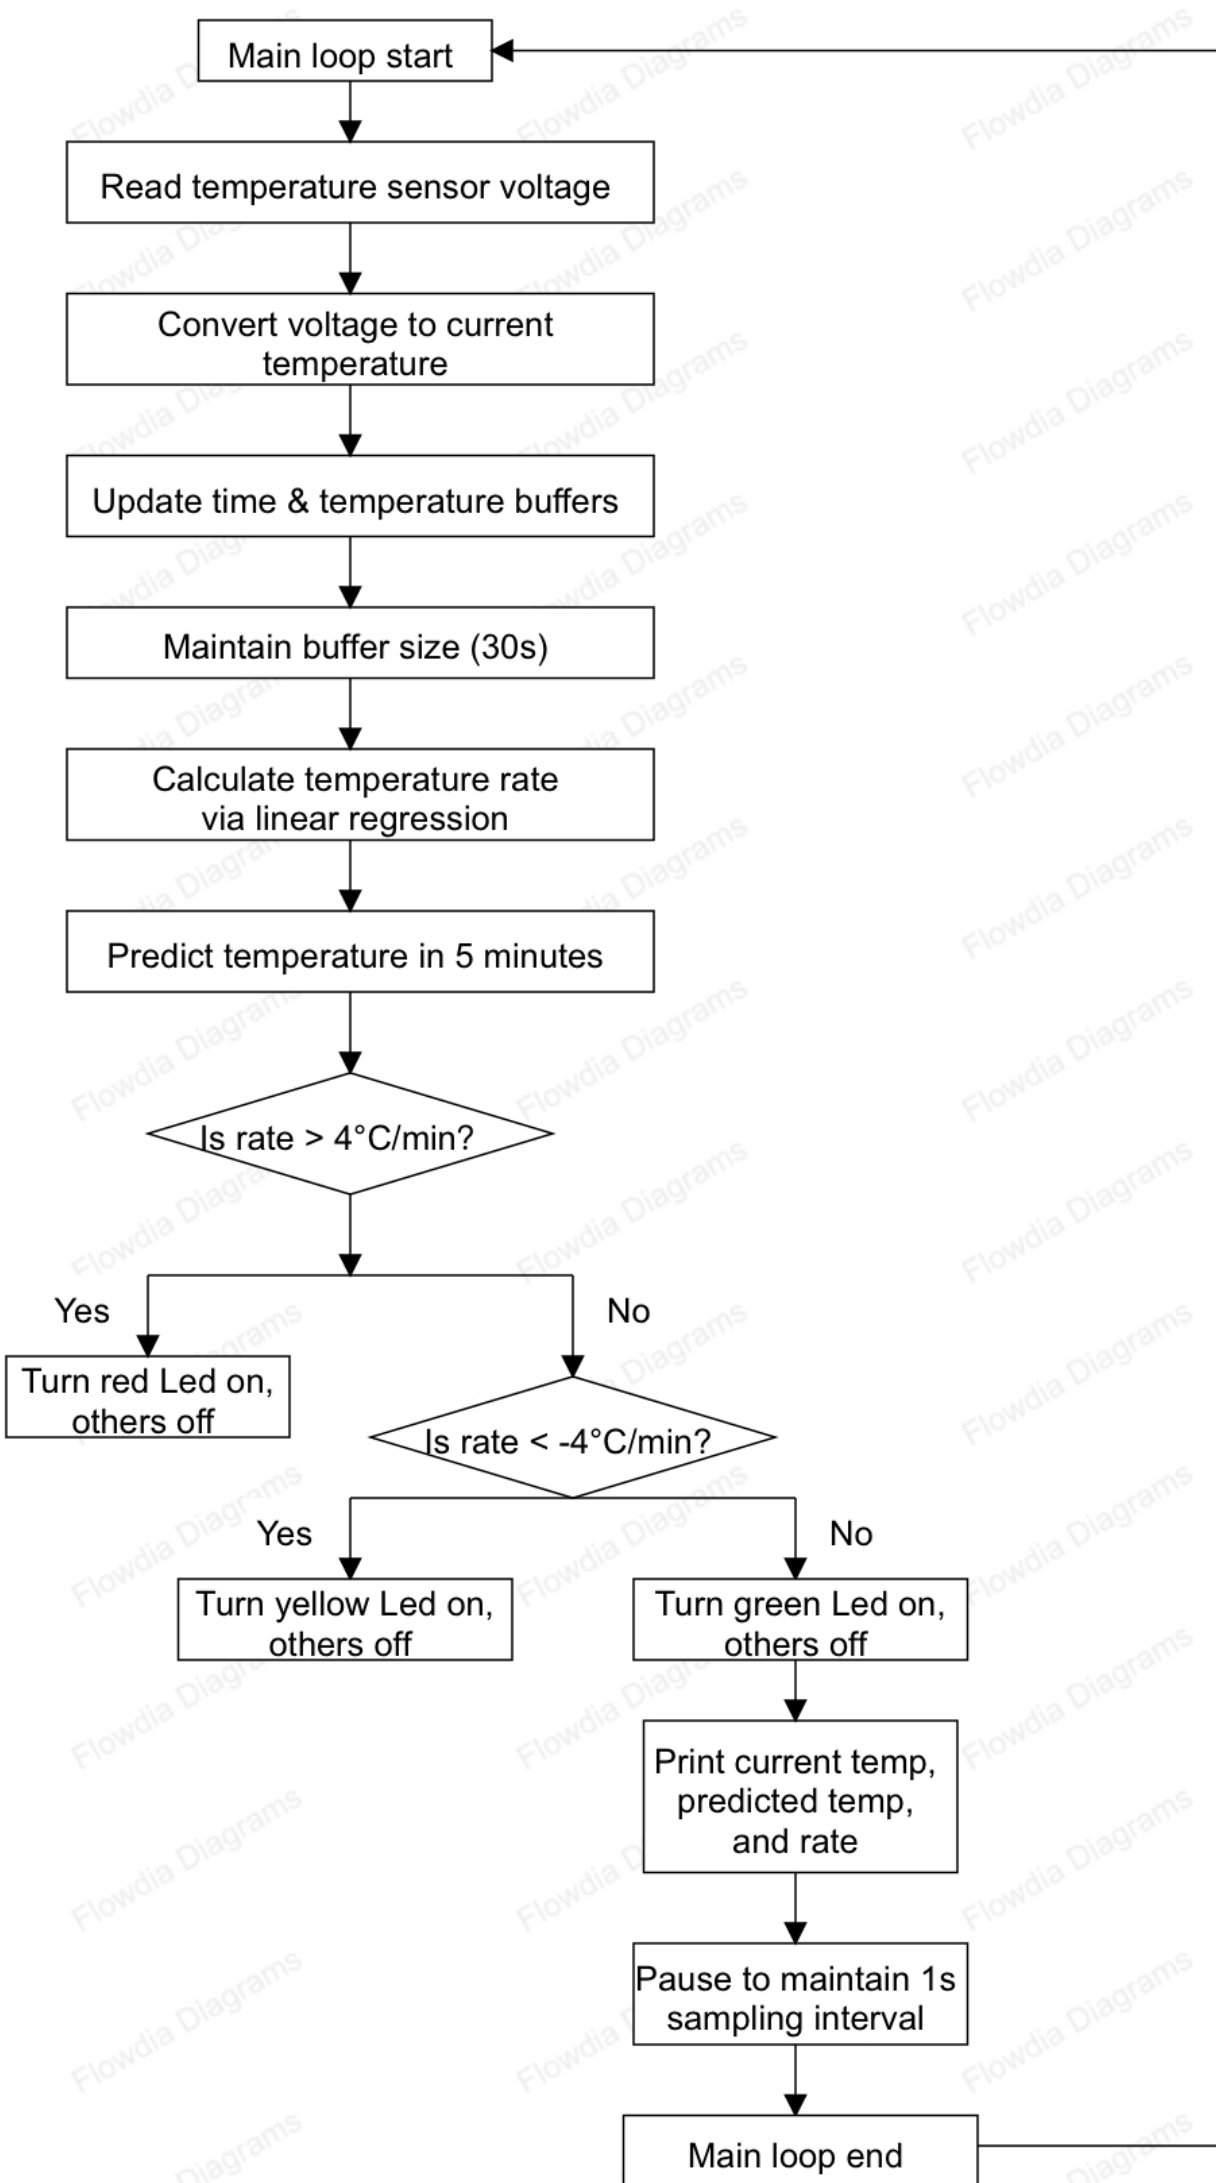 Main loop start
Read temperature sensor voltage
Convert voltage to current
temperature
Update time & temperature buffers
Maintain buffer size (30s)
Calculate temperature rate
via linear regression
Predict temperature in 5 minutes
Is rate > 4°C/min?
Yes
No
Turn red Led on,
others off
Is rate < -4°C/min?
Yes
No
Turn yellow Led on,
others off
Turn green Led on,
others off
Print current temp,
predicted temp,
and rate
Pause to maintain 1s
sampling interval
Main loop end
Flowdia Diagrams